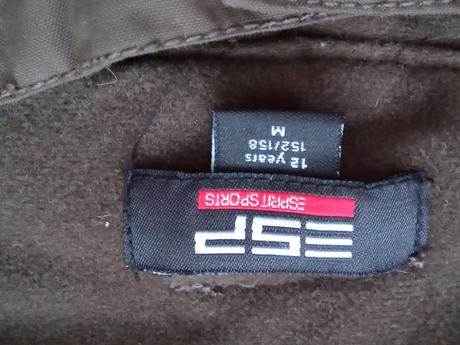 ESP
ESPRIT SPORTS
12 years
152/158
M